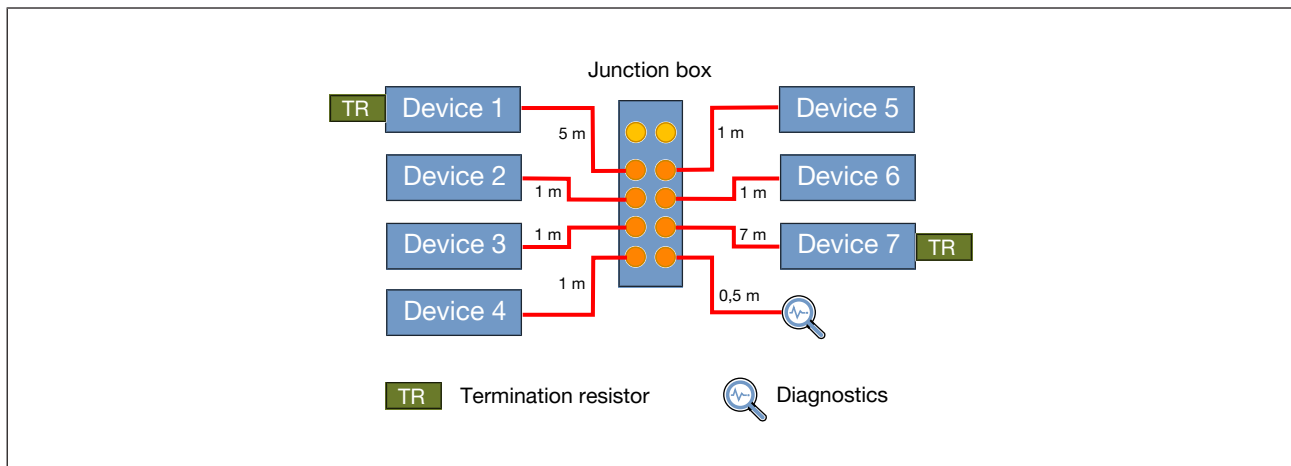 Junction box
TR
Device 1
5 m
Device 2
1 m
Device 3
1 m
Device 4
1 m
Device 5
1 m
Device 6
1 m
Device 7
TR
7 m
0,5 m
TR
Termination resistor
Diagnostics